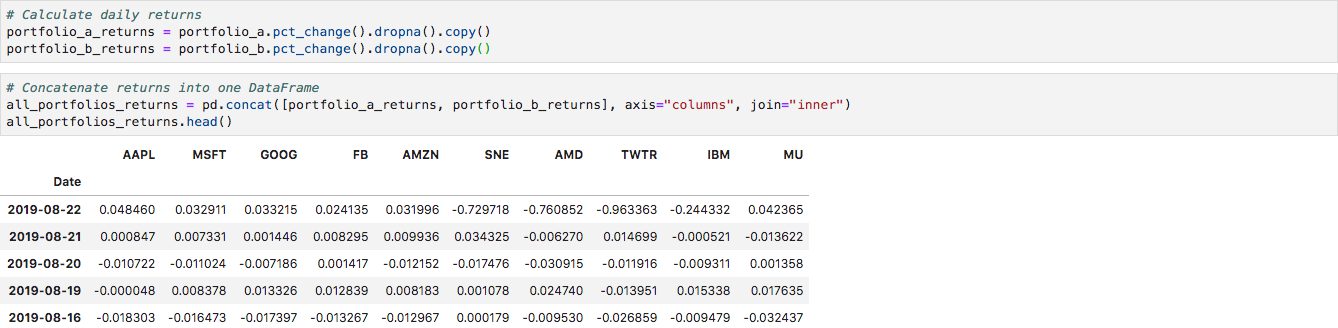 # Calculate daily returns
portfolio_a_returns = portfolio_a.pct_change().dropna().copy()
portfolio_b_returns = portfolio_b.pct_change().dropna().copy()
# Concatenate returns into one DataFrame
all_portfolios_returns = pd.concat([portfolio_a_returns, portfolio_b_returns], axis="columns", join="inner")
all_portfolios_returns.head()
AAPL MSFT GOOG FB AMZN SNE AMD TWTR IBM MU
Date
2019-08-22 0.048460 0.032911 0.033215 0.024135 0.031996 -0.729718 -0.760852 -0.963363 -0.244332 0.042365
2019-08-21 0.000847 0.007331 0.001446 0.008295 0.009936 0.034325 -0.006270 0.014699 -0.000521 -0.013622
2019-08-20 -0.010722 -0.011024 -0.007186 0.001417 -0.012152 -0.017476 -0.030915 -0.011916 -0.009311 0.001358
2019-08-19 -0.000048 0.008378 0.013326 0.012839 0.008183 0.001078 0.024740 -0.013951 0.015338 0.017635
2019-08-16 -0.018303 -0.016473 -0.017397 -0.013267 -0.012967 0.000179 -0.009530 -0.026859 -0.009479 -0.032437